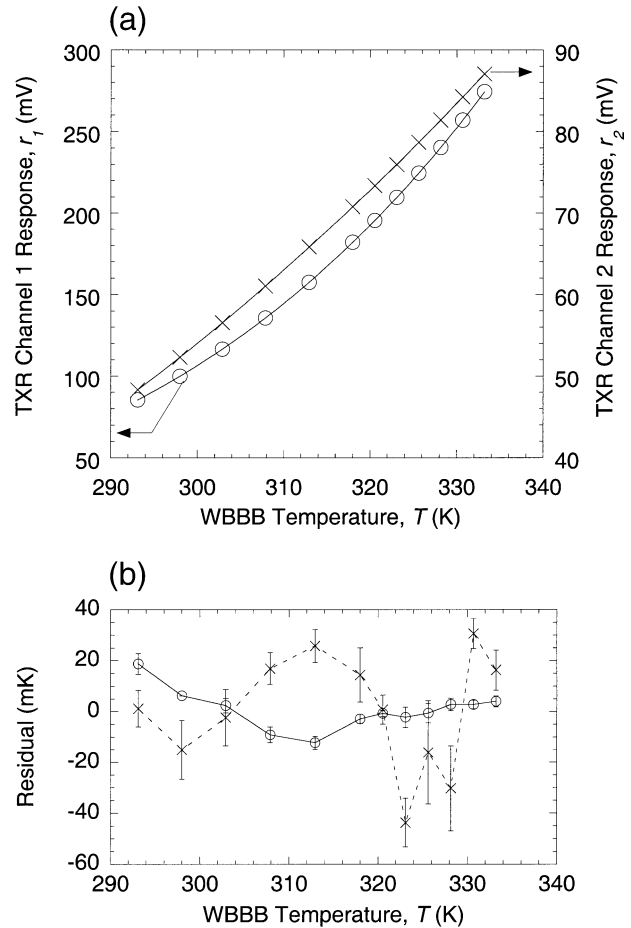 (a)
300
250
200
150
100
50
TXR Channel 1 Response, r1 (mV)
90
80
70
60
50
40
TXR Channel 2 Response, r2 (mV)
290 300 310 320 330 340
WBBB Temperature, T (K)
(b)
40
20
0
-20
-40
-60
Residual (mK)
290 300 310 320 330 340
WBBB Temperature, T (K)